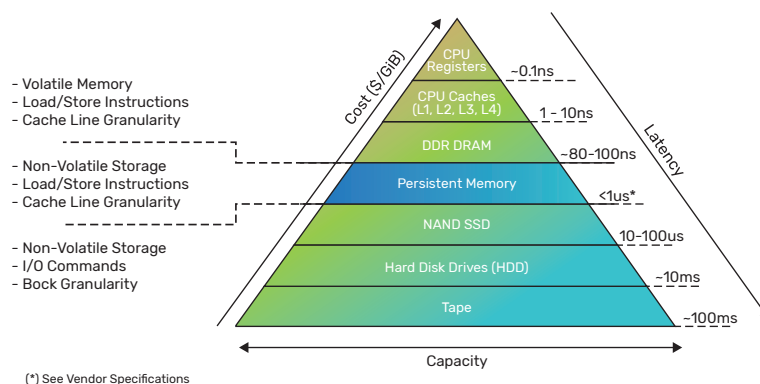 - Volatile Memory
- Load/Store Instructions
- Cache Line Granularity
- Non-Volatile Storage
- Load/Store Instructions
- Cache Line Granularity
- Non-Volatile Storage
- I/O Commands
- Bock Granularity
Cost ($/GiB)
CPU
Registers
CPU Caches
(L1, L2, L3, L4)
DDR DRAM
Persistent Memory
NAND SSD
Hard Disk Drives (HDD)
Tape
~0.1ns
1 - 10ns
~80-100ns
<1us*
10-100us
~10ms
~100ms
Latency
Capacity
(*) See Vendor Specifications